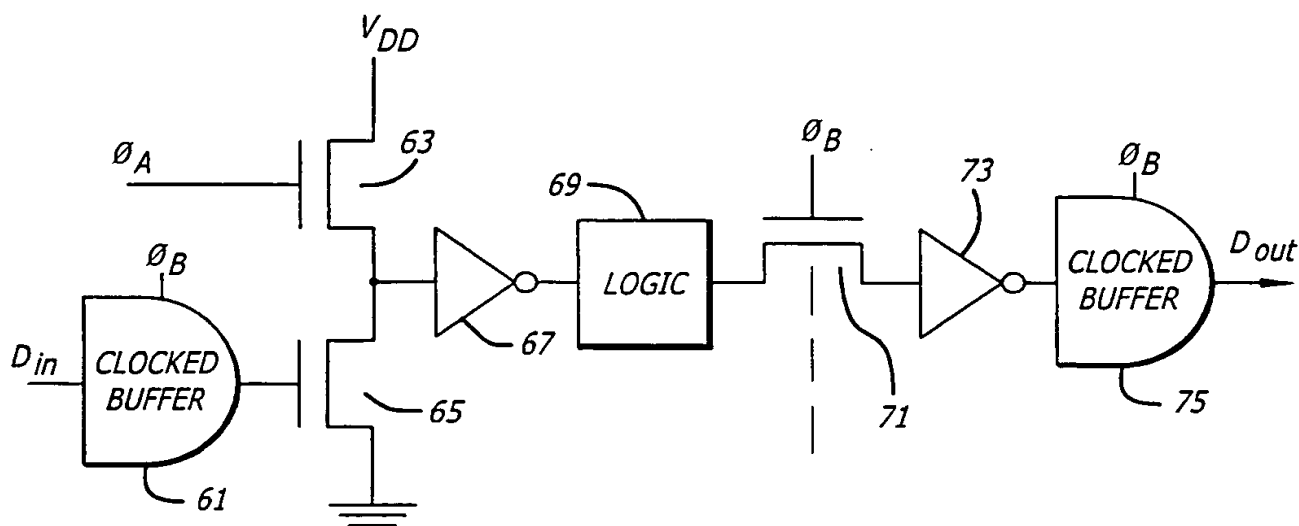 V_DD
Ø_A
63
Ø_B
D_in
CLOCKED
BUFFER
61
65
67
69
LOGIC
Ø_B
71
73
Ø_B
CLOCKED
BUFFER
75
D_out